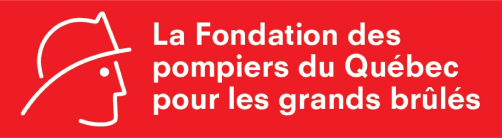 La Fondation des
pompiers du Québec
pour les grands brûlés